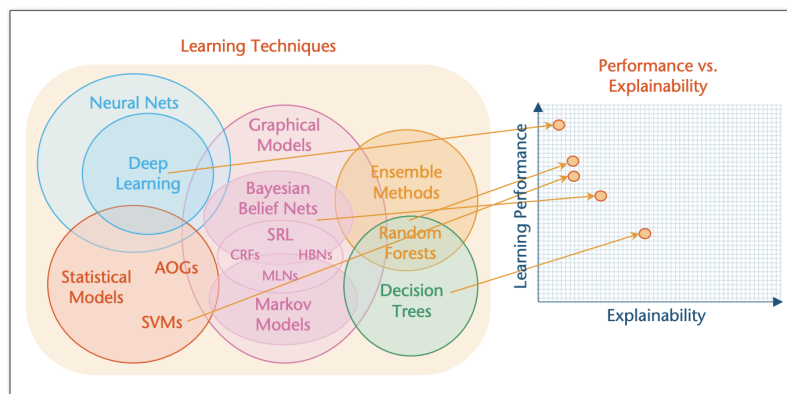 Learning Techniques
Neural Nets
Deep
Learning
Graphical
Models
Bayesian
Belief Nets
SRL
CRFs
HBNs
MLNs
Markov
Models
Ensemble
Methods
Random
Forests
Decision
Trees
Statistical
Models
AOGs
SVMs
Performance vs.
Explainability
Learning Performance
Explainability